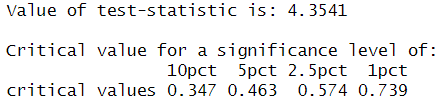 Value of test-statistic is: 4.3541
Critical value for a significance level of:
10pct 5pct 2.5pct 1pct
critical values 0.347 0.463 0.574 0.739